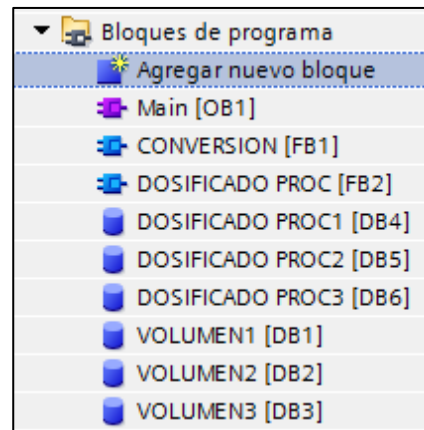 Bloques de programa
Agregar nuevo bloque
Main [OB1]
CONVERSION [FB1]
DOSIFICADO PROC [FB2]
DOSIFICADO PROC1 [DB4]
DOSIFICADO PROC2 [DB5]
DOSIFICADO PROC3 [DB6]
VOLUMEN1 [DB1]
VOLUMEN2 [DB2]
VOLUMEN3 [DB3]